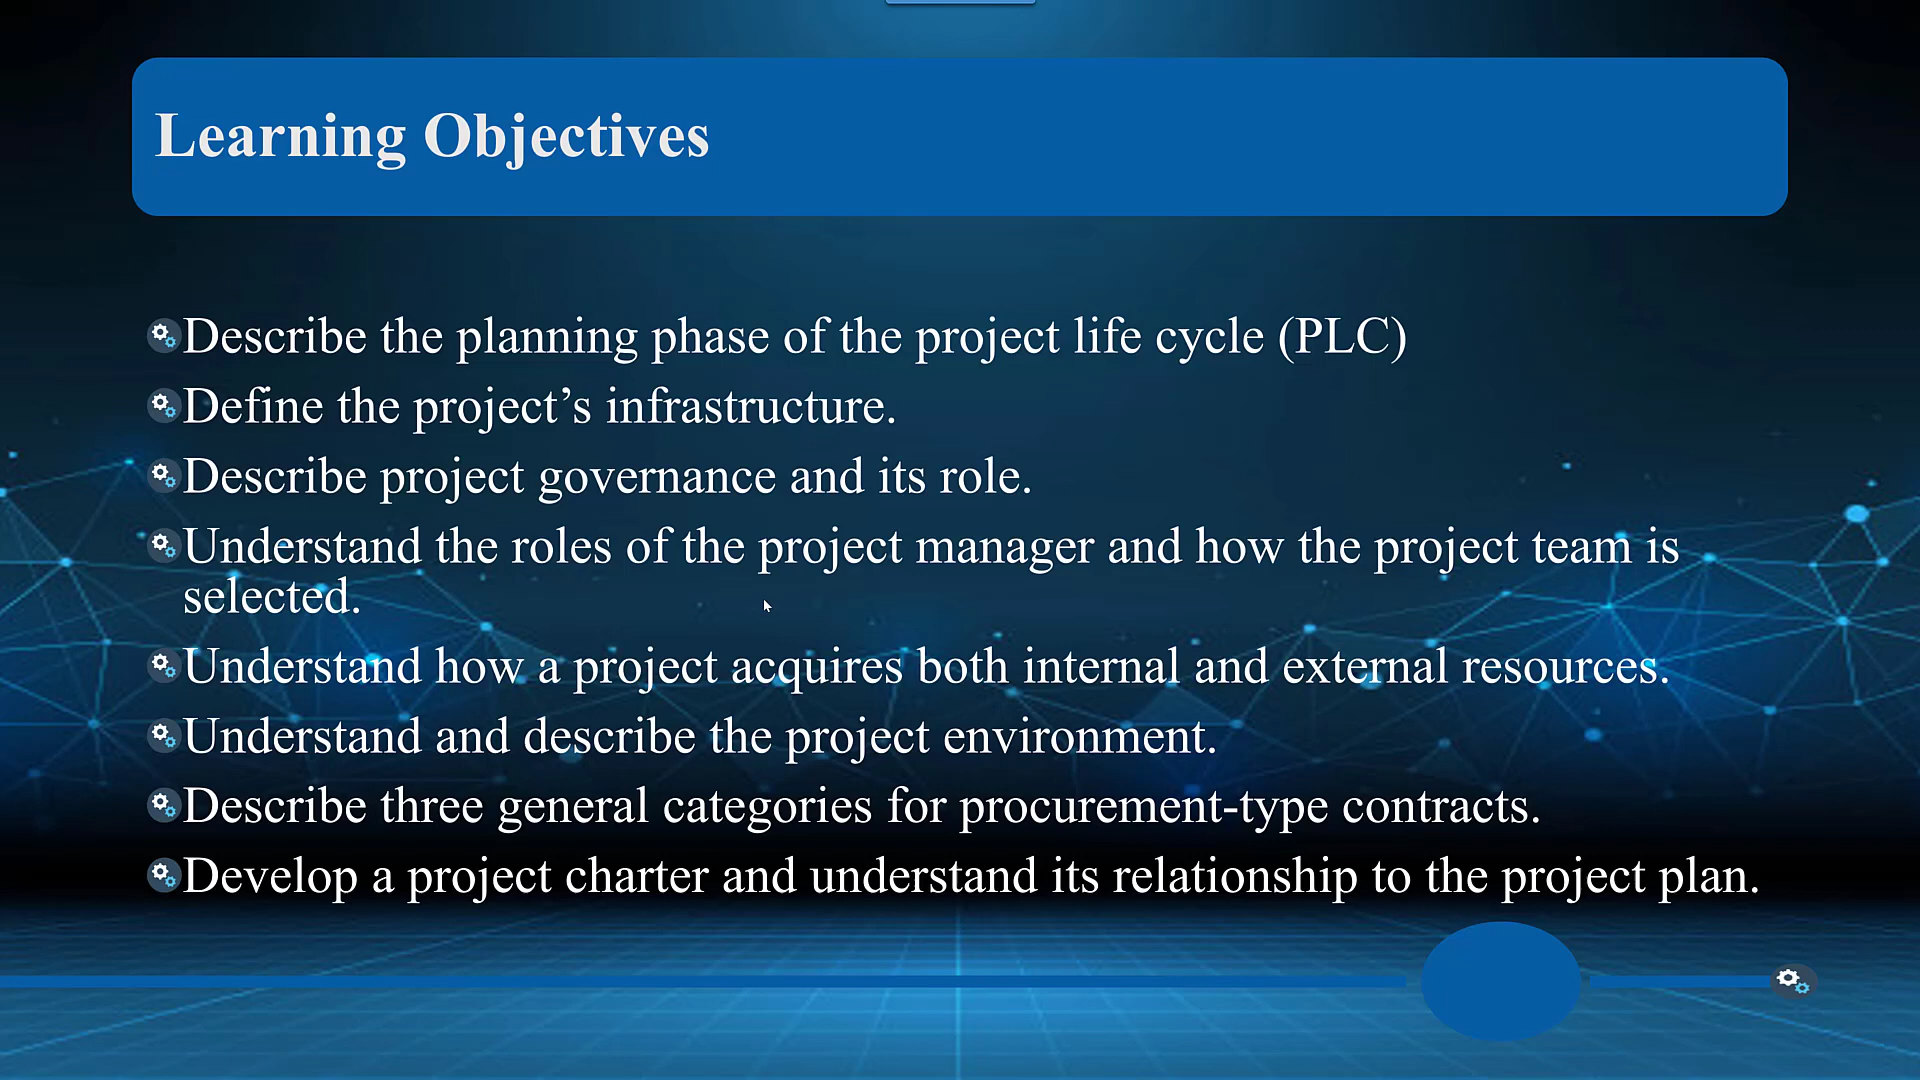 Learning Objectives
Describe the planning phase of the project life cycle (PLC)
Define the project’s infrastructure.
Describe project governance and its role.
Understand the roles of the project manager and how the project team is
selected.
Understand how a project acquires both internal and external resources.
Understand and describe the project environment.
Describe three general categories for procurement-type contracts.
Develop a project charter and understand its relationship to the project plan.